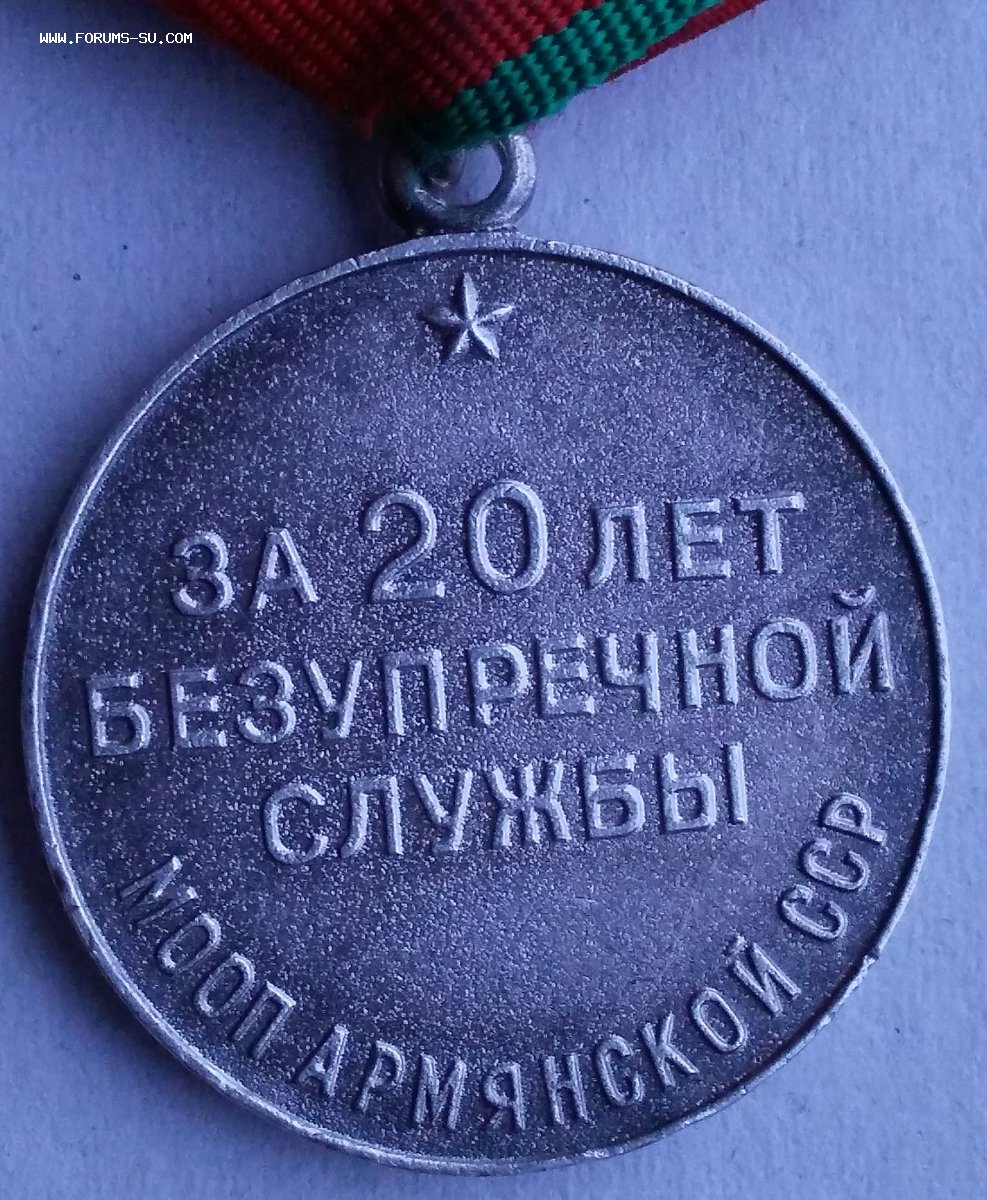 WWW.FORUMS-SU.COM
ЗА 20 ЛЕТ
БЕЗУПРЕЧНОЙ
СЛУЖБЫ
МООП АРМЯНСКОЙ ССР